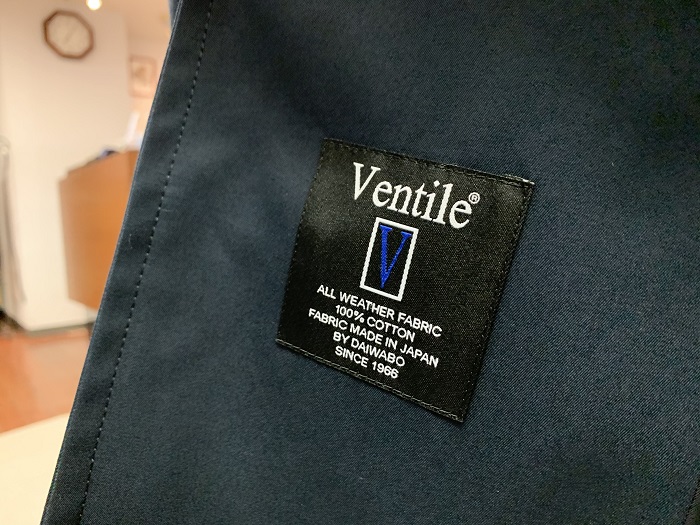 Ventile®
V
ALL WEATHER FABRIC
100% COTTON
FABRIC MADE IN JAPAN
BY DAIWABO
SINCE 1966